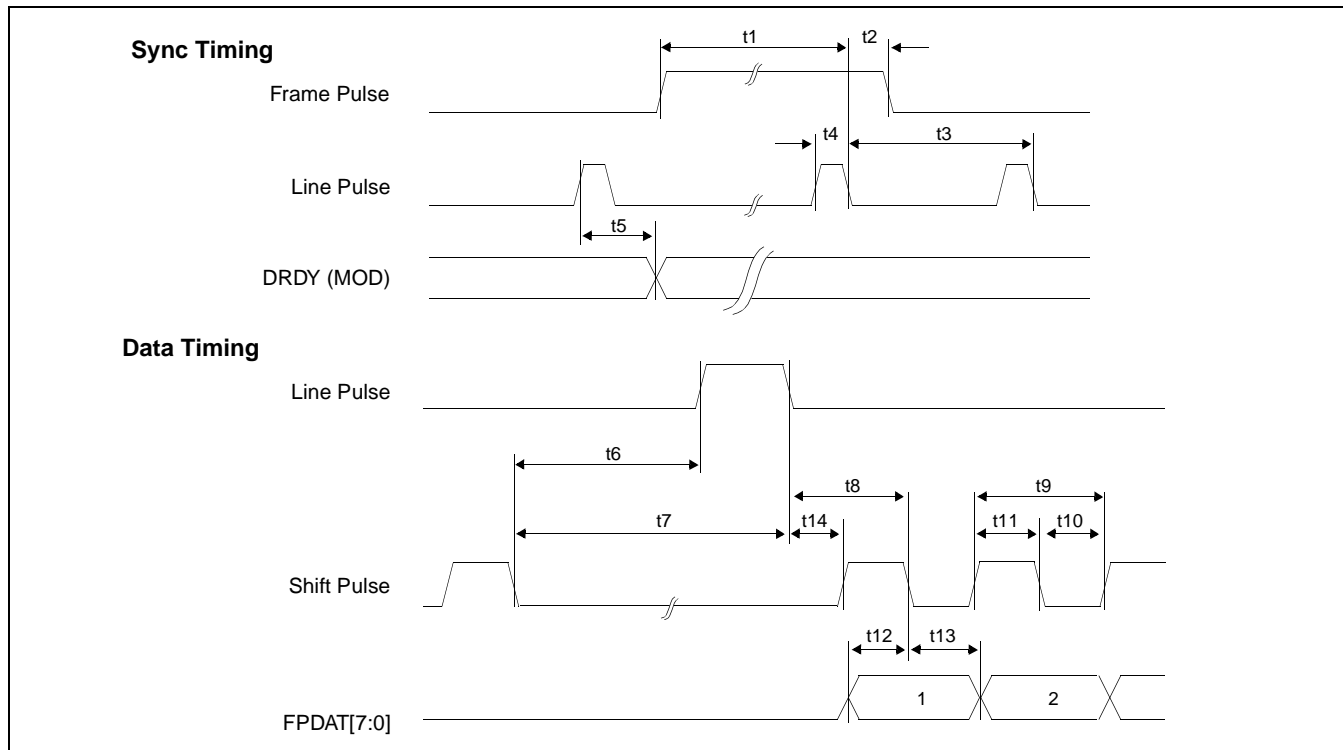 Sync Timing
t1
t2
Frame Pulse
t4
t3
Line Pulse
t5
DRDY (MOD)
Data Timing
Line Pulse
t6
t8
t9
t7
t14
t11
t10
Shift Pulse
t12
t13
1
2
FPDAT[7:0]